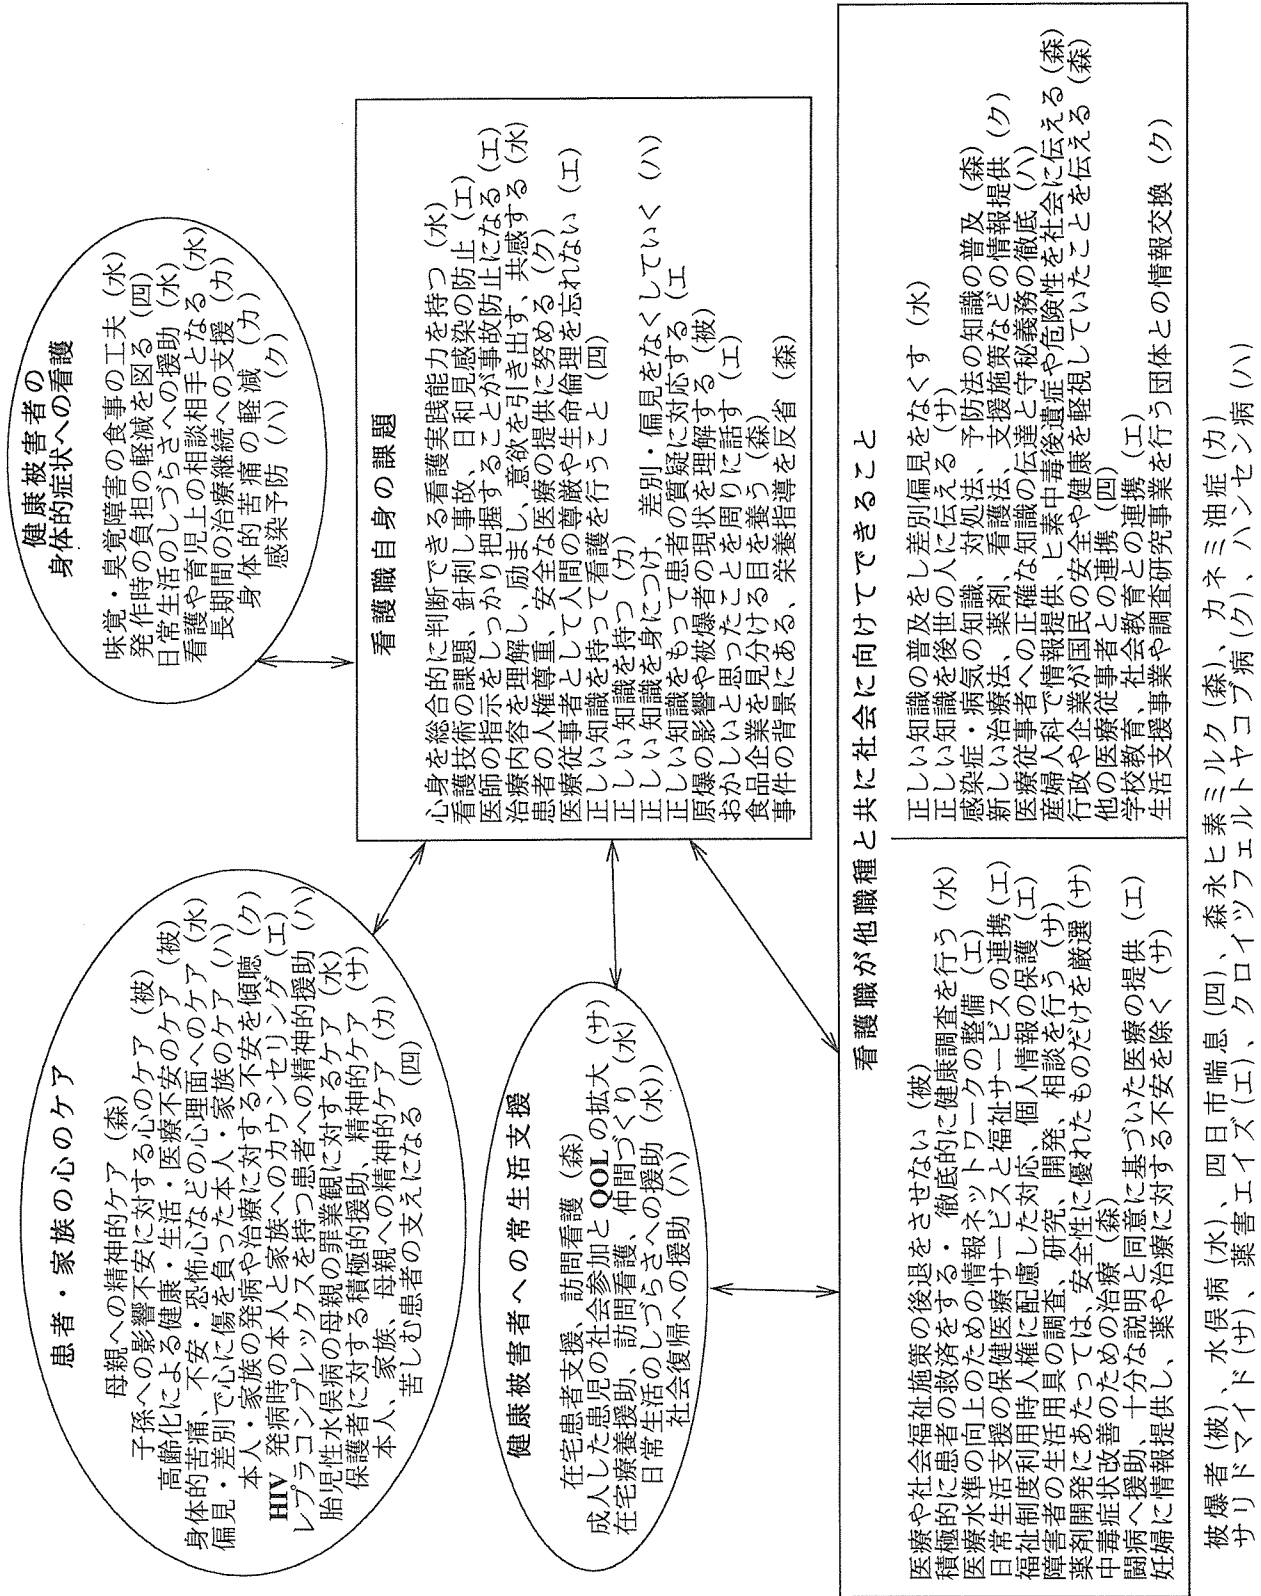 患者・家族の心のケア
母親への精神的ケア（森）
子孫への影響不安に対する心のケア（被）
高齢化による健康・生活・医療不安のケア（被）
身体的苦痛、不安・恐怖心などの心理面へのケア（水）
偏見・差別で心に傷を負った本人・家族のケア（ハ）
本人・家族の発病や治療に対する不安を傾聴（ク）
HIV 発病時の本人と家族へのカウンセリング（エ）
レプラコンプレックスを持つ患者への精神的援助（ハ）
胎児性水俣病の母親の罪業観に対するケア（水）
保護者に対する積極的援助、精神的ケア（サ）
本人、家族、母親への精神的ケア（カ）
苦しむ患者の支えになる（四）
健康被害者の
身体的症状への看護
味覚・臭覚障害の食事の工夫（水）
発作時の負担の軽減を図る（四）
日常生活のしづらさへの援助（水）
看護や育児上の相談相手となる（水）
長期間の治療継続への支援（カ）
身体的苦痛の軽減（カ）
感染予防（ハ）（ク）
健康被害者への常生活支援
在宅患者支援、訪問看護（森）
成人した患児の社会参加と QOL の拡大（サ）
在宅療養援助、訪問看護、仲間づくり（水）
日常生活のしづらさへの援助（水））
社会復帰への援助（ハ）
看護職自身の課題
心身を総合的に判断できる看護実践能力を持つ（水）
看護技術の課題、針刺し事故、日和見感染の防止（エ）
医師の指示をしっかり把握することが事故防止になる（エ）
治療内容を理解し、励まし、意欲を引き出す、共感する（水）
患者の人権尊重、安全な医療の提供に努める（ク）
医療従事者として人間の尊厳や生命倫理を忘れない（エ）
正しい知識を持って看護を行うこと（四）
正しい知識を持つ（カ）
正しい知識を身につけ、差別・偏見をなくしていく（ハ）
正しい知識をもって患者の質疑に対応する（エ
原爆の影響や被爆者の現状を理解する（被）
おかしいと思ったことを周りに話す（エ）
食品企業を見分ける目を養う（森）
事件の背景にある、栄養指導を反省（森）
看護職が他職種と共に社会に向けてできること
医療や社会福祉施策の後退をさせない（被）
積極的に患者の救済をする・徹底的に健康調査を行う（水）
医療水準の向上のための情報ネットワークの整備（エ）
日常生活支援の保健医療サービスと福祉サービスの連携（エ）
福祉制度利用時人権に配慮した対応、個人情報の保護（エ）
障害者の生活用具の調査、研究、開発、相談を行う（サ）
薬剤開発にあたっては、安全性に優れたものだけを厳選（サ）
中毒症状改善のための治療（森）
闘病へ援助、十分な説明と同意に基づいた医療の提供（エ）
妊婦に情報提供し、薬や治療に対する不安を除く（サ）
正しい知識の普及をし差別偏見をなくす（水）
正しい知識を後世の人に伝える（サ）
感染症・病気の知識、対処法、予防法の知識の普及（森）
新しい治療法、薬剤、看護法、支援施策などの情報提供（ク）
医療従事者への正確な知識の伝達と守秘義務の徹底（ハ）
産婦人科で情報提供、ヒ素中毒後遺症や危険性を社会に伝える（森）
行政や企業が国民の安全や健康を軽視していたことを伝える（森）
他の医療従事者との連携（四）
学校教育、社会教育との連携（エ）
生活支援事業や調査研究事業を行う団体との情報交換（ク）
被爆者（被）、水俣病（水）、四日市喘息（四）、森永ヒ素ミルク（森）、カネミ油症（カ）
サリドマイド（サ）、薬害エイズ（エ）、クロイツフェルトヤコブ病（ク）、ハンセン病（ハ）